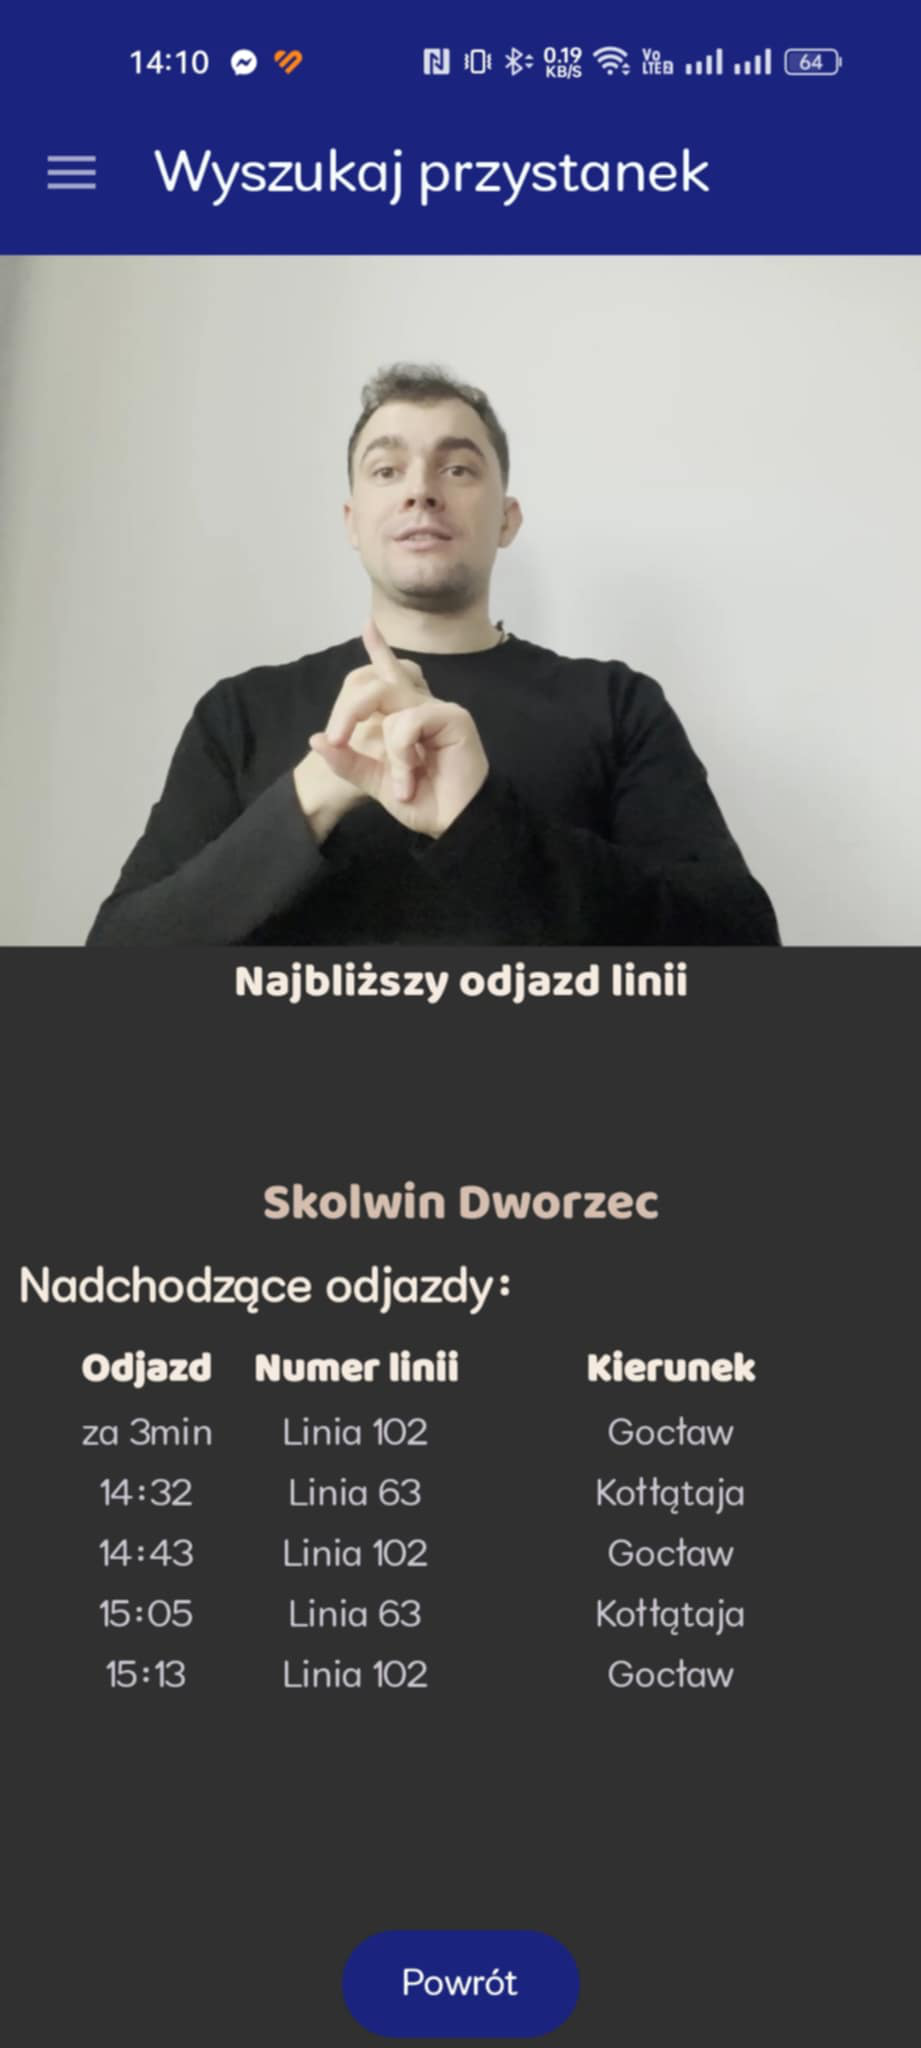 14:10 0.19 KB/S Vo LTE 2 64
Wyszukaj przystanek
Najbliższy odjazd linii
Skolwin Dworzec
Nadchodzące odjazdy:
Odjazd Numer linii Kierunek
za 3min Linia 102 Gocław
14:32 Linia 63 Kołłątaja
14:43 Linia 102 Gocław
15:05 Linia 63 Kołłątaja
15:13 Linia 102 Gocław
Powrót